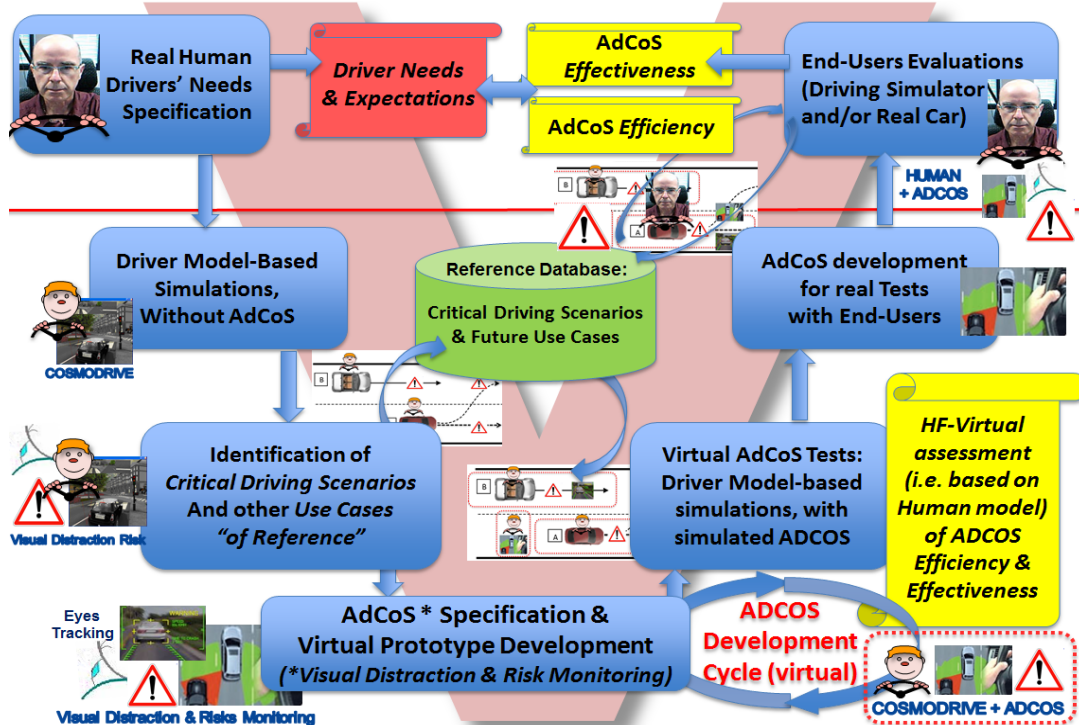 Real Human
Drivers’ Needs
Specification
Driver Needs
& Expectations
AdCoS
Effectiveness
AdCoS Efficiency
End-Users Evaluations
(Driving Simulator
and/or Real Car)
HUMAN
+ ADCOS
B
A
Driver Model-Based
Simulations,
Without AdCoS
COSMODRIVE
Reference Database:
Critical Driving Scenarios
& Future Use Cases
AdCoS development
for real Tests
with End-Users
B
Identification of
Critical Driving Scenarios
And other Use Cases
“of Reference”
Visual Distraction Risk
B
A
Virtual AdCoS Tests:
Driver Model-based
simulations, with
simulated ADCOS
HF-Virtual
assessment
(i.e. based on
Human model)
of ADCOS
Efficiency &
Effectiveness
Eyes
Tracking
AdCoS * Specification &
Virtual Prototype Development
(*Visual Distraction & Risk Monitoring)
ADCOS
Development
Cycle (virtual)
Visual Distraction & Risks Monitoring
COSMODRIVE + ADCOS